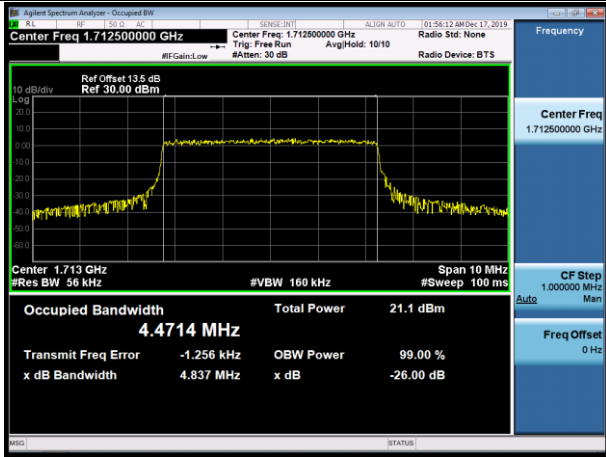 Agilent Spectrum Analyzer - Occupied BW
RL RF 50 Ω AC SENSE:INT ALIGN AUTO 01:56:12 AM Dec 17, 2019
Center Freq 1.712500000 GHz Center Freq: 1.712500000 GHz Radio Std: None Frequency
Trig: Free Run Avg|Hold: 10/10
#IFGain:Low #Atten: 30 dB Radio Device: BTS
Ref Offset 13.5 dB
10 dB/div Ref 30.00 dBm
Log
20.0
10.0
0.00
-10.0
-20.0
-30.0
-40.0
-50.0
-60.0
Center 1.713 GHz Span 10 MHz
#Res BW 56 kHz #VBW 160 kHz #Sweep 100 ms
Occupied Bandwidth Total Power 21.1 dBm
4.4714 MHz
Transmit Freq Error -1.256 kHz OBW Power 99.00 %
x dB Bandwidth 4.837 MHz x dB -26.00 dB
Center Freq
1.712500000 GHz
CF Step
1.000000 MHz
Auto Man
Freq Offset
0 Hz
MSG STATUS